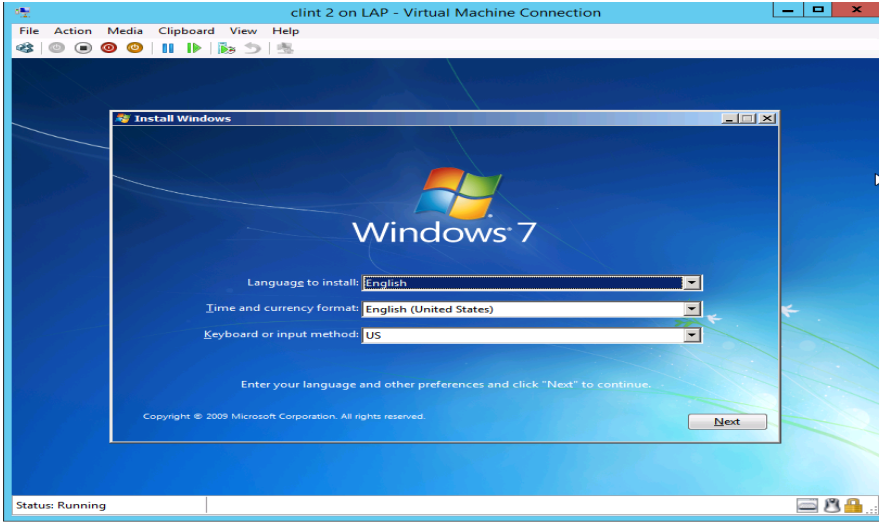 clint 2 on LAP - Virtual Machine Connection
File Action Media Clipboard View Help
Install Windows
Windows 7
Language to install: English
Time and currency format: English (United States)
Keyboard or input method: US
Enter your language and other preferences and click "Next" to continue.
Copyright © 2009 Microsoft Corporation. All rights reserved.
Next
Status: Running